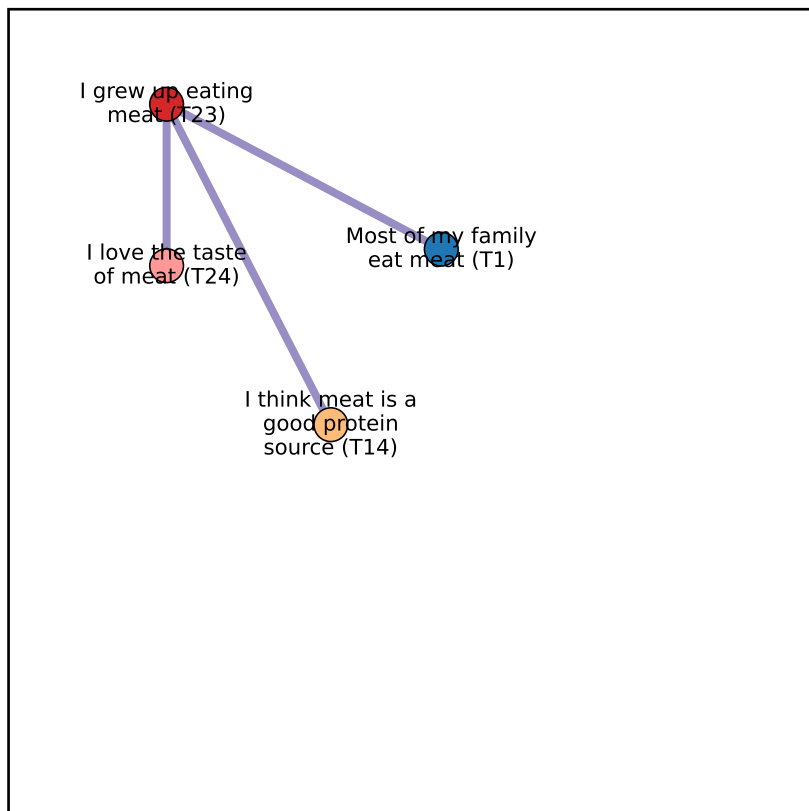 I grew up eating
meat (T23)
Most of my family
eat meat (T1)
I love the taste
of meat (T24)
I think meat is a
good protein
source (T14)